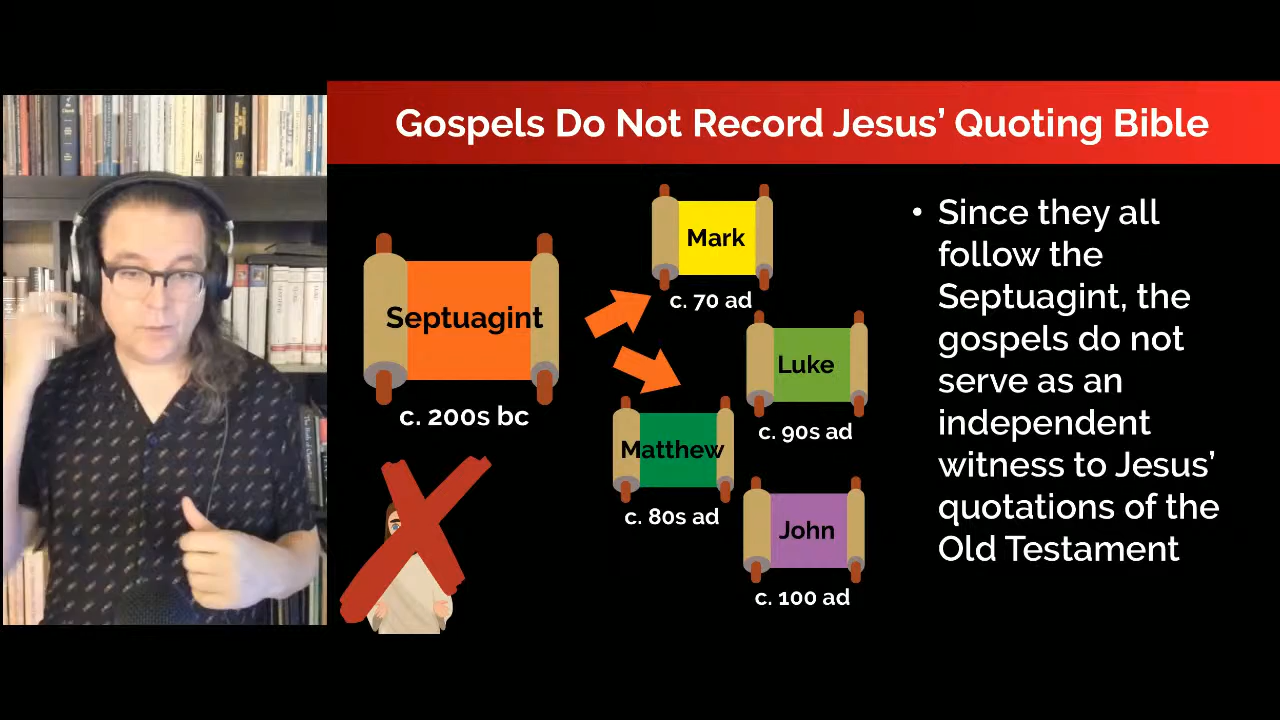 Gospels Do Not Record Jesus’ Quoting Bible
Septuagint
c. 200s bc
Mark
c. 70 ad
Luke
c. 90s ad
Matthew
c. 80s ad
John
c. 100 ad
• Since they all
follow the
Septuagint, the
gospels do not
serve as an
independent
witness to Jesus’
quotations of the
Old Testament